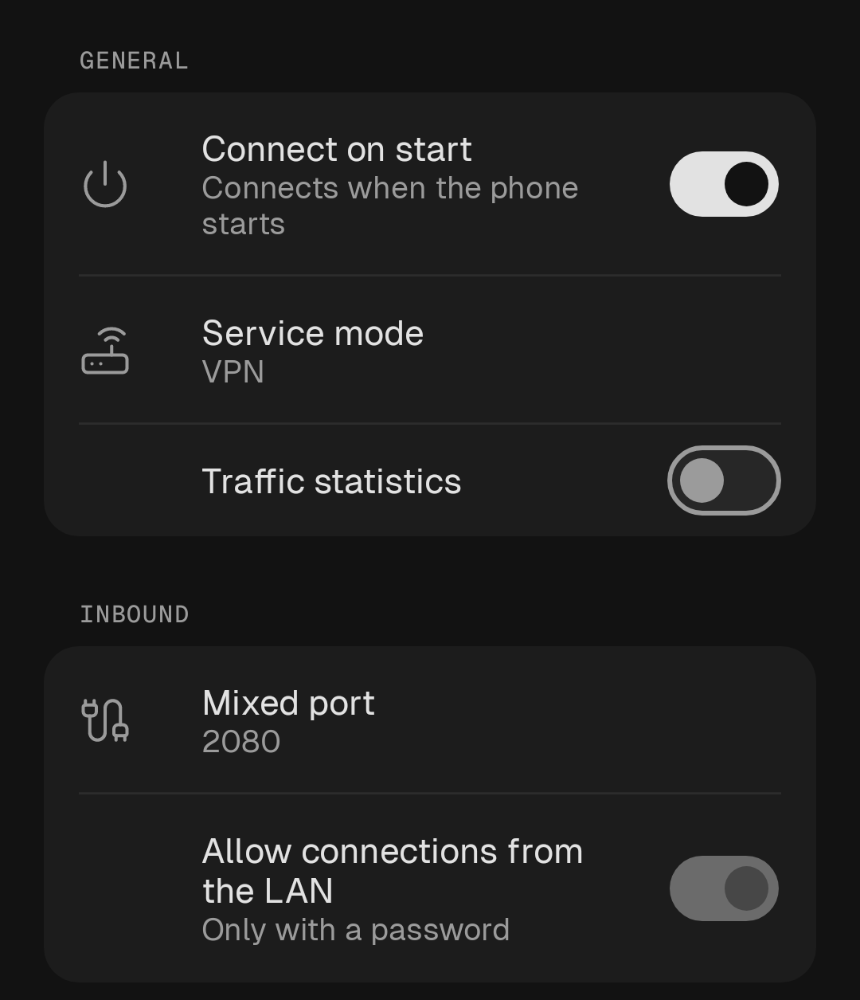 GENERAL
Connect on start
Connects when the phone
starts
Service mode
VPN
Traffic statistics
INBOUND
Mixed port
2080
Allow connections from
the LAN
Only with a password